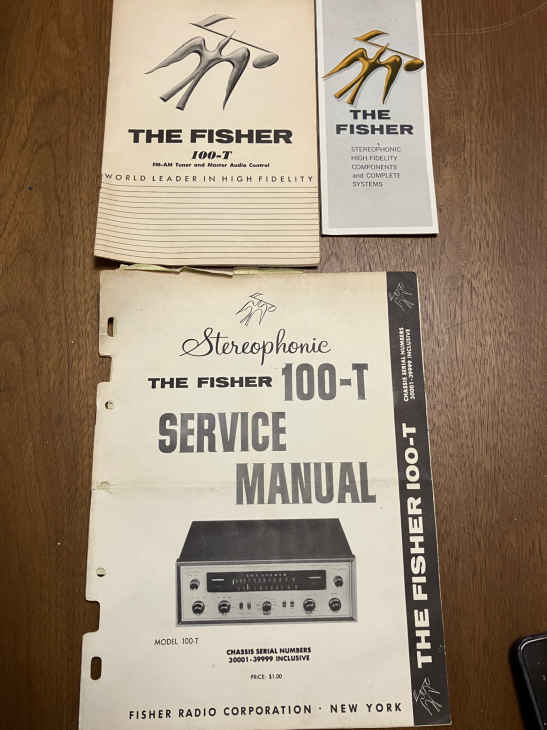 THE FISHER
100-T
FM-AM Tuner and Master Audio Control
WORLD LEADER IN HIGH FIDELITY
THE
FISHER
STEREOPHONIC
HIGH FIDELITY
COMPONENTS
and COMPLETE
SYSTEMS
Stereophonic
THE FISHER 100-T
SERVICE
MANUAL
THE FISHER
MODEL 100-T
CHASSIS SERIAL NUMBERS
30001-39999 INCLUSIVE
PRICE: $1.00
FISHER RADIO CORPORATION · NEW YORK
CHASSIS SERIAL NUMBERS
30001-39999 INCLUSIVE
THE FISHER 100-T